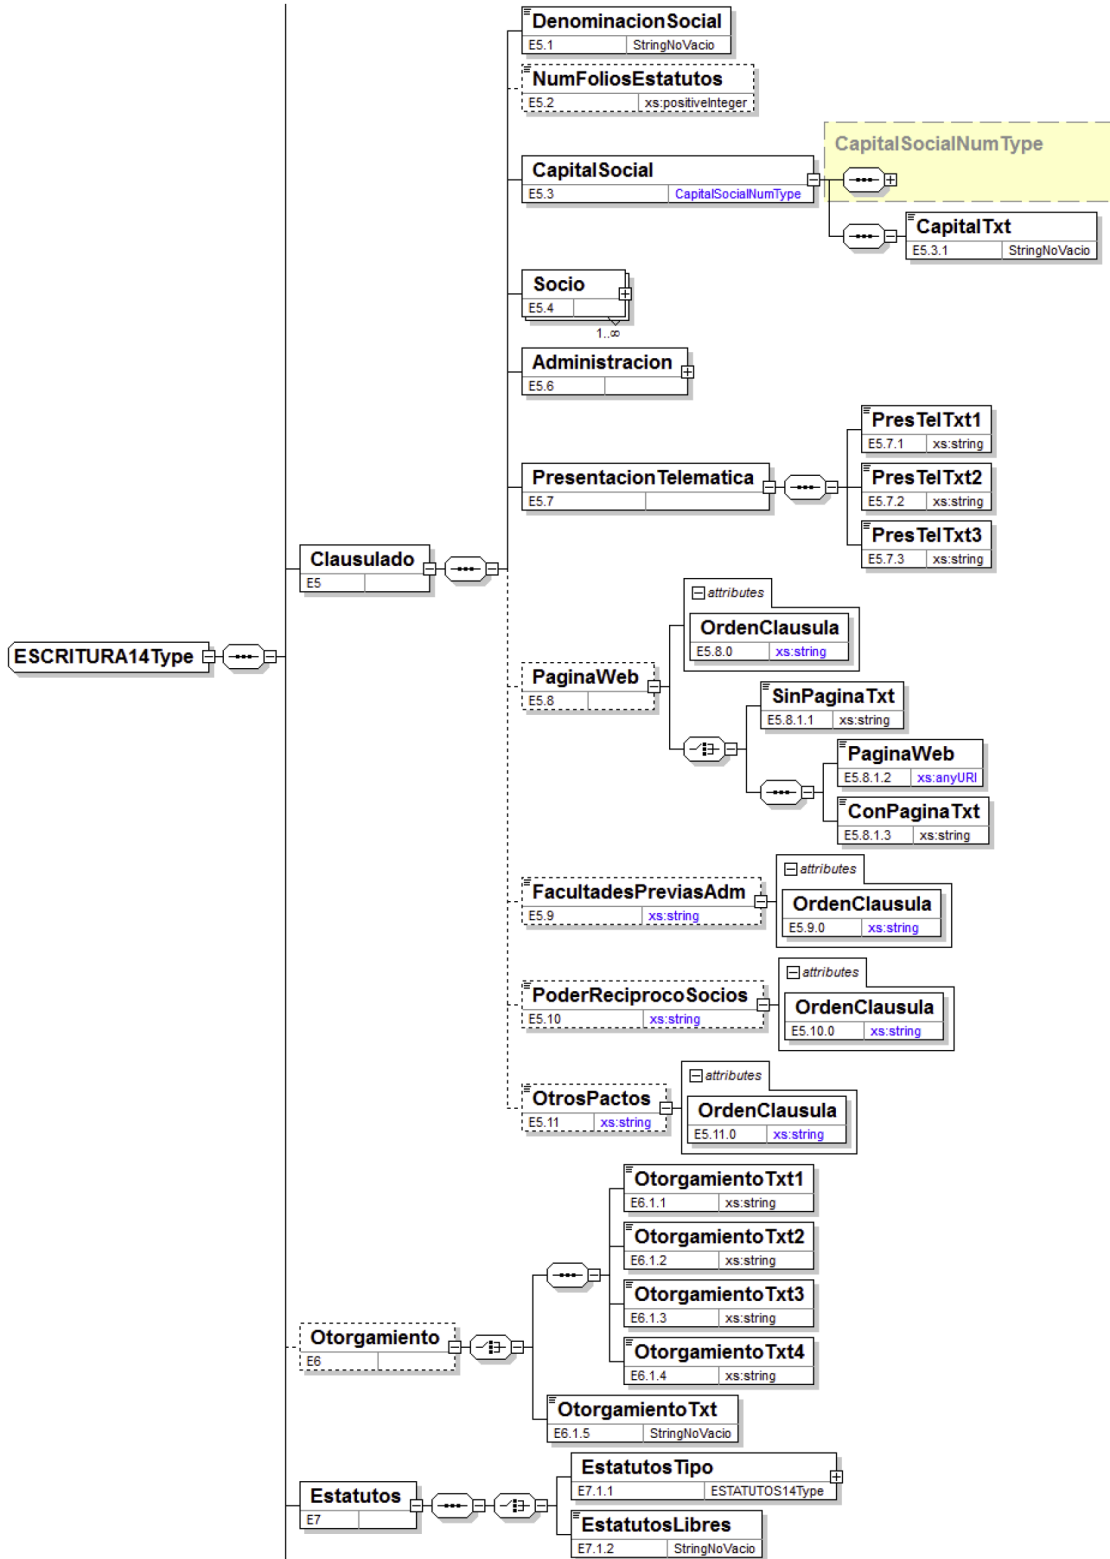 DenominacionSocial
E5.1 StringNoVacio
NumFoliosEstatutos
E5.2 xs:positiveInteger
CapitalSocialNumType
CapitalSocial
E5.3 CapitalSocialNumType
CapitalTxt
E5.3.1 StringNoVacio
Socio
E5.4
1..∞
Administracion
E5.6
PresTelTxt1
E5.7.1 xs:string
PresentacionTelematica
E5.7
PresTelTxt2
E5.7.2 xs:string
PresTelTxt3
E5.7.3 xs:string
Clausulado
E5
attributes
OrdenClausula
E5.8.0 xs:string
ESCRITURA14Type
PaginaWeb
E5.8
SinPaginaTxt
E5.8.1.1 xs:string
PaginaWeb
E5.8.1.2 xs:anyURI
ConPaginaTxt
E5.8.1.3 xs:string
attributes
FacultadesPreviasAdm
E5.9 xs:string
OrdenClausula
E5.9.0 xs:string
attributes
PoderReciprocoSocios
E5.10 xs:string
OrdenClausula
E5.10.0 xs:string
attributes
OtrosPactos
E5.11 xs:string
OrdenClausula
E5.11.0 xs:string
OtorgamientoTxt1
E6.1.1 xs:string
OtorgamientoTxt2
E6.1.2 xs:string
OtorgamientoTxt3
E6.1.3 xs:string
Otorgamiento
E6
OtorgamientoTxt4
E6.1.4 xs:string
OtorgamientoTxt
E6.1.5 StringNoVacio
EstatutosTipo
E7.1.1 ESTATUTOS14Type
Estatutos
E7
EstatutosLibres
E7.1.2 StringNoVacio